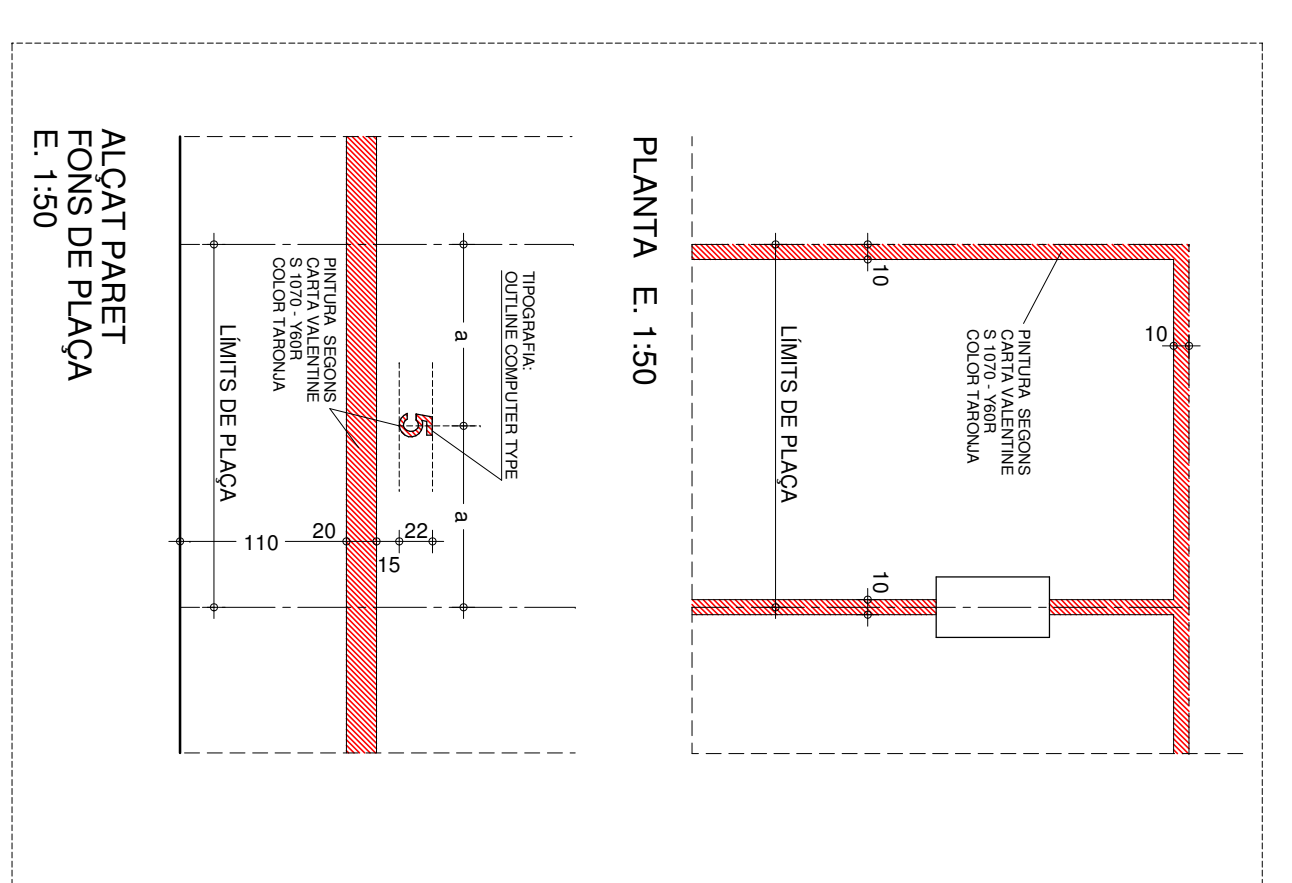 PINTURA SEGONS
CARTA VALENTINE
S 1070 - Y60R
COLOR TARONJA
10
10
10
LÍMITS DE PLAÇA
PLANTA E. 1:50
TIPOGRAFIA:
OUTLINE COMPUTER TYPE
a
a
5
22
15
20
110
PINTURA SEGONS
CARTA VALENTINE
S 1070 - Y60R
COLOR TARONJA
LÍMITS DE PLAÇA
ALÇAT PARET
FONS DE PLAÇA
E. 1:50